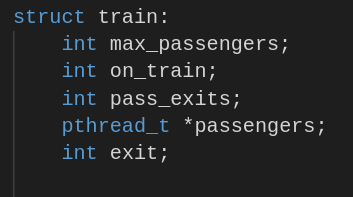 struct train:
    int max_passengers;
    int on_train;
    int pass_exits;
    pthread_t *passengers;
    int exit;